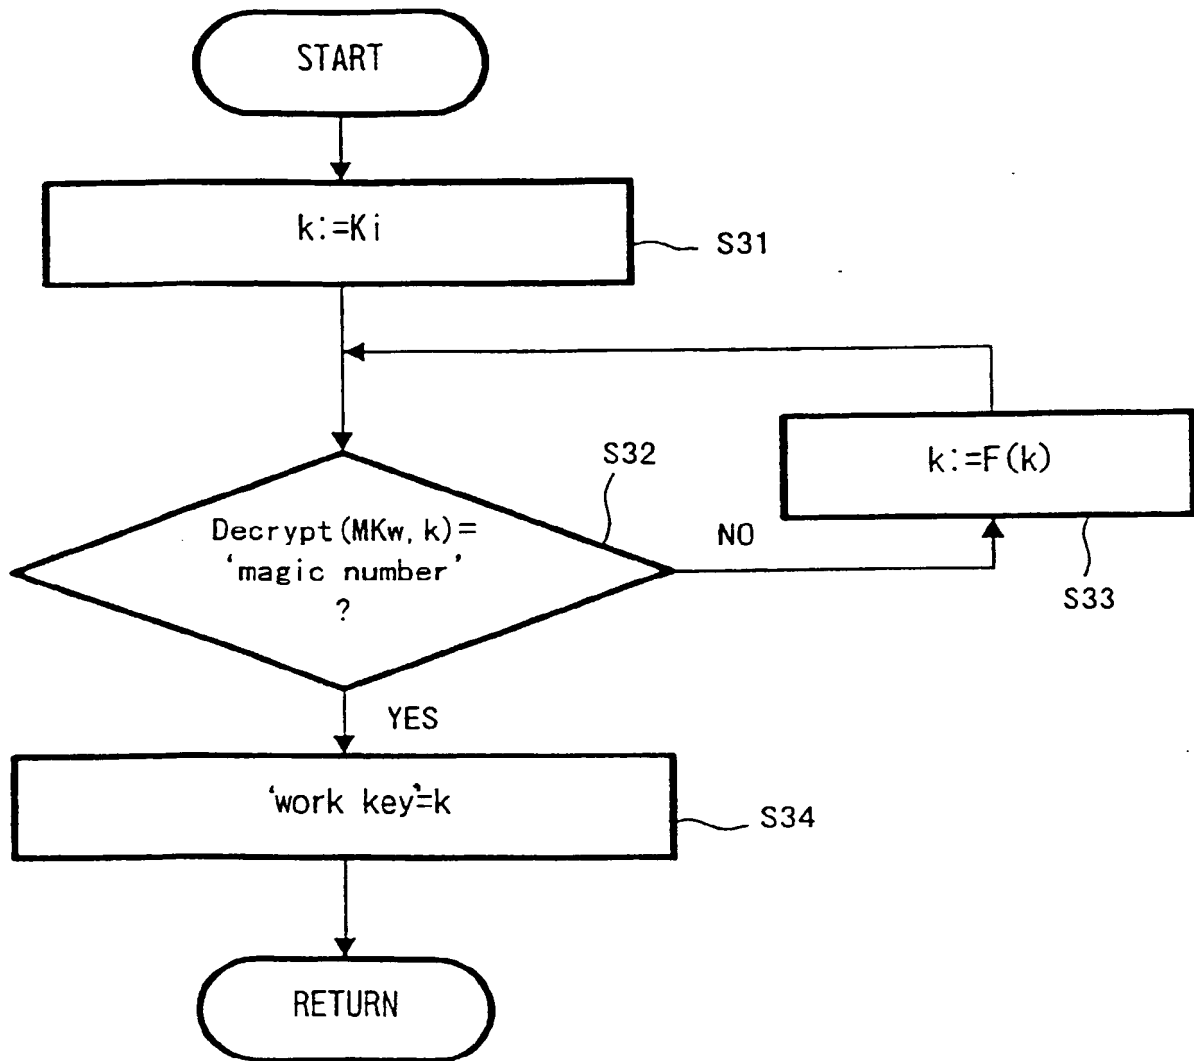 START
k:=Ki
S31
S32
k:=F(k)
Decrypt(MKw,k)=
‘magic number’
?
NO
S33
YES
‘work key’=k
S34
RETURN